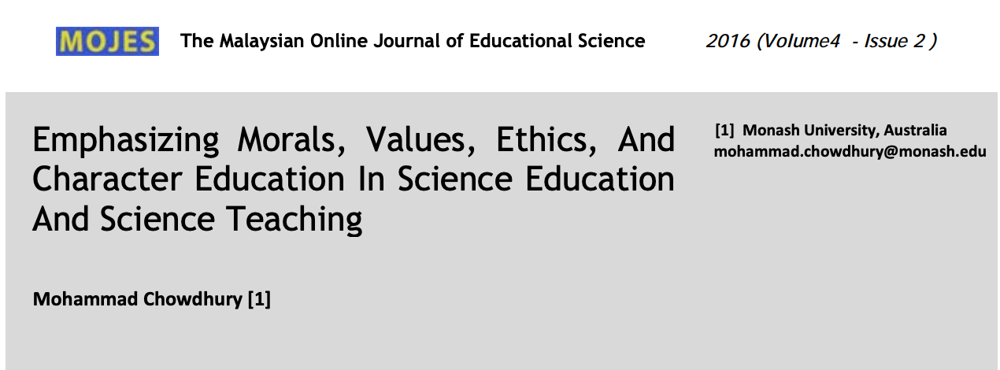 MOJES The Malaysian Online Journal of Educational Science 2016 (Volume4 - Issue 2 )
Emphasizing Morals, Values, Ethics, And
Character Education In Science Education
And Science Teaching
Mohammad Chowdhury [1]
[1] Monash University, Australia
mohammad.chowdhury@monash.edu